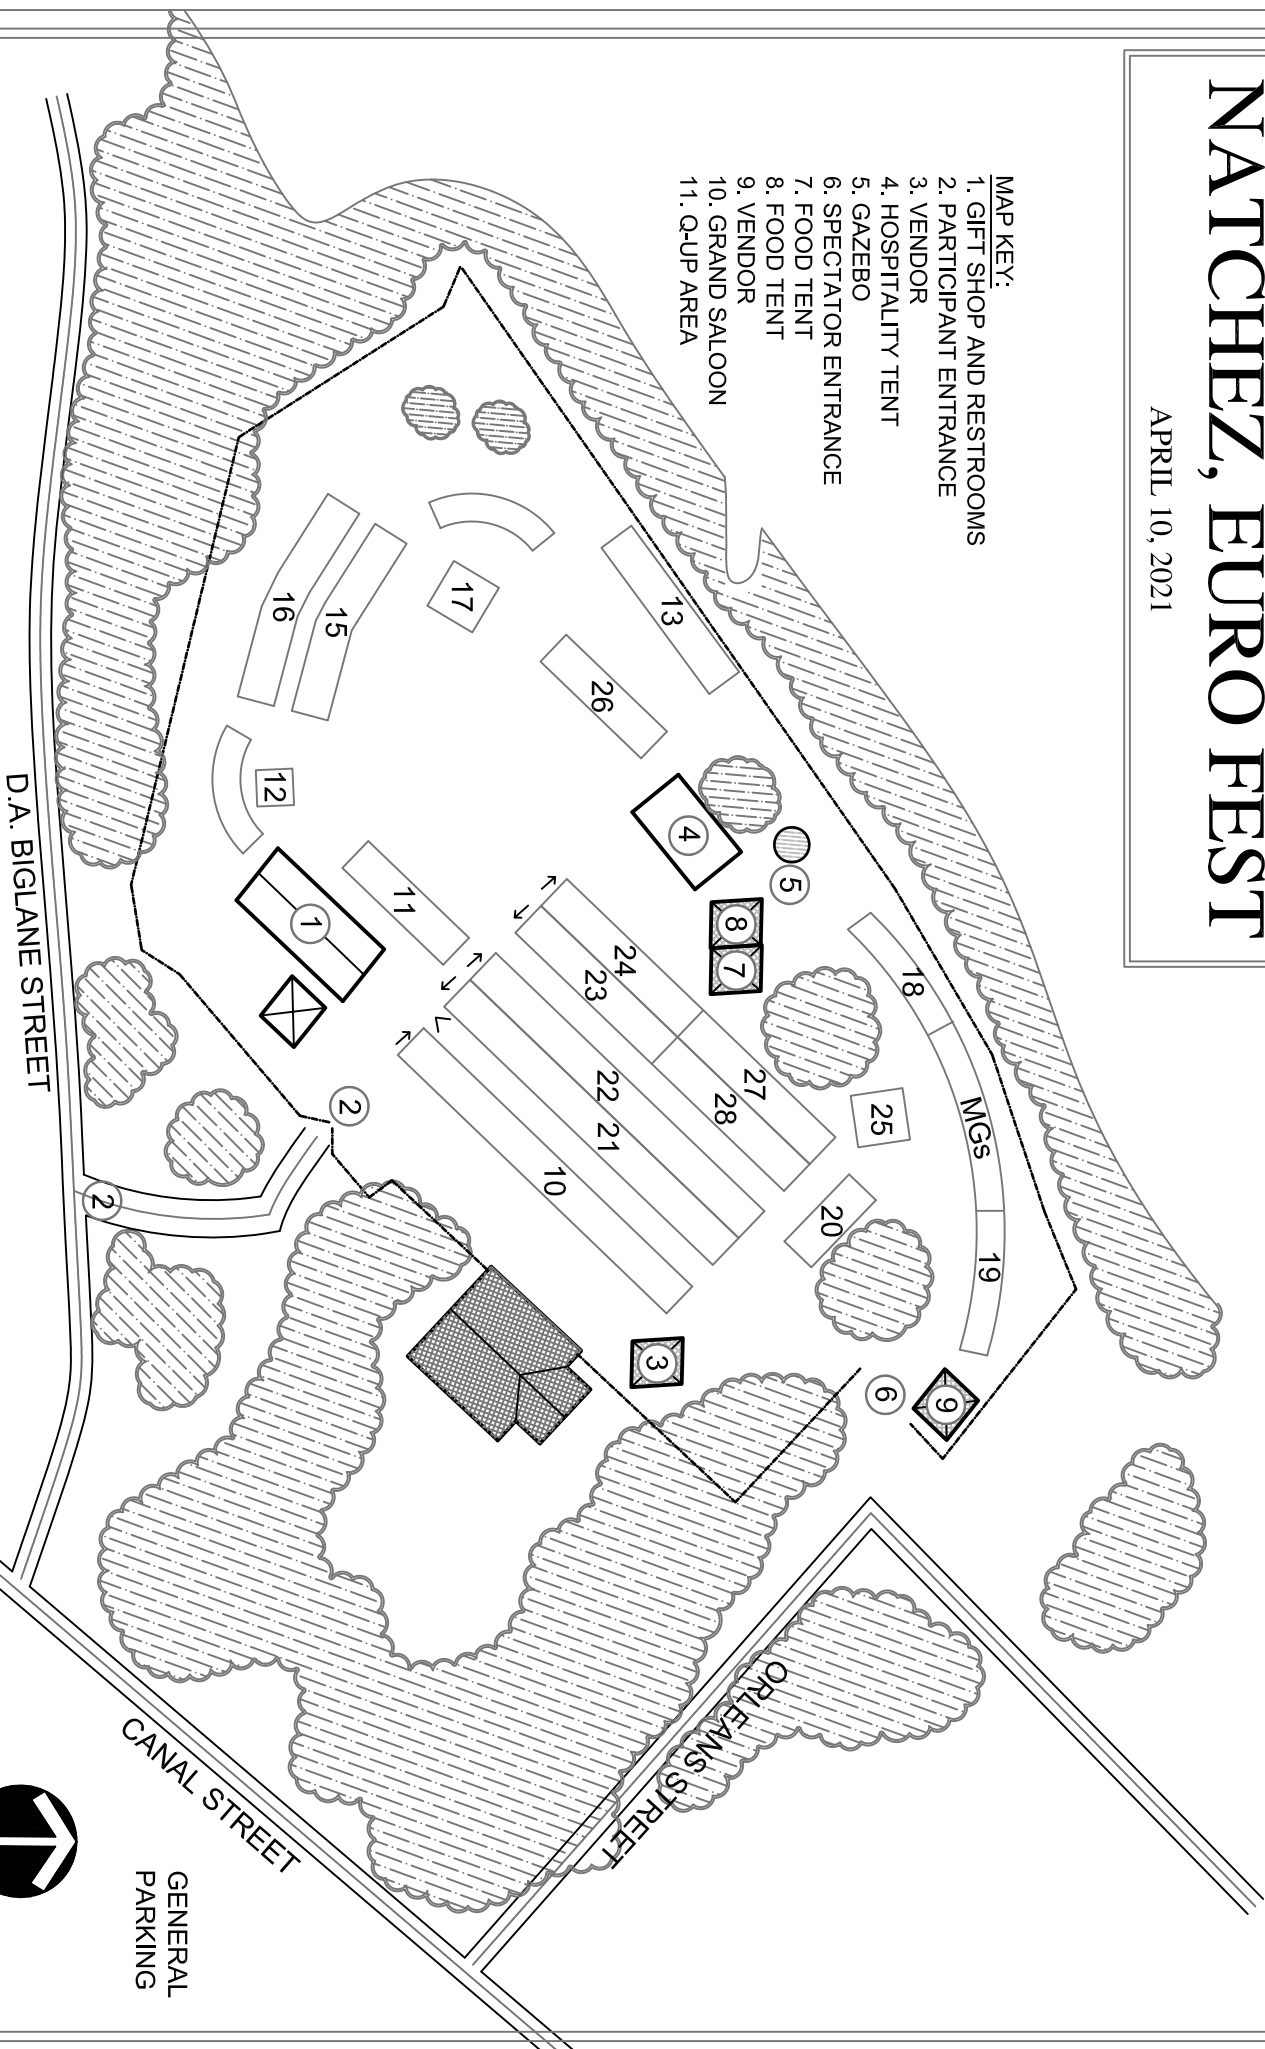 NATCHEZ, EURO FEST
APRIL 10, 2021
MAP KEY:
1. GIFT SHOP AND RESTROOMS
2. PARTICIPANT ENTRANCE
3. VENDOR
4. HOSPITALITY TENT
5. GAZEBO
6. SPECTATOR ENTRANCE
7. FOOD TENT
8. FOOD TENT
9. VENDOR
10. GRAND SALOON
11. Q-UP AREA
13
17
15
16
26
12
4
5
8
7
18
11
1
24
23
MGs
27
28
25
22
21
2
10
20
19
2
3
6
9
D.A. BIGLANE STREET
ORLEANS STREET
CANAL STREET
GENERAL
PARKING